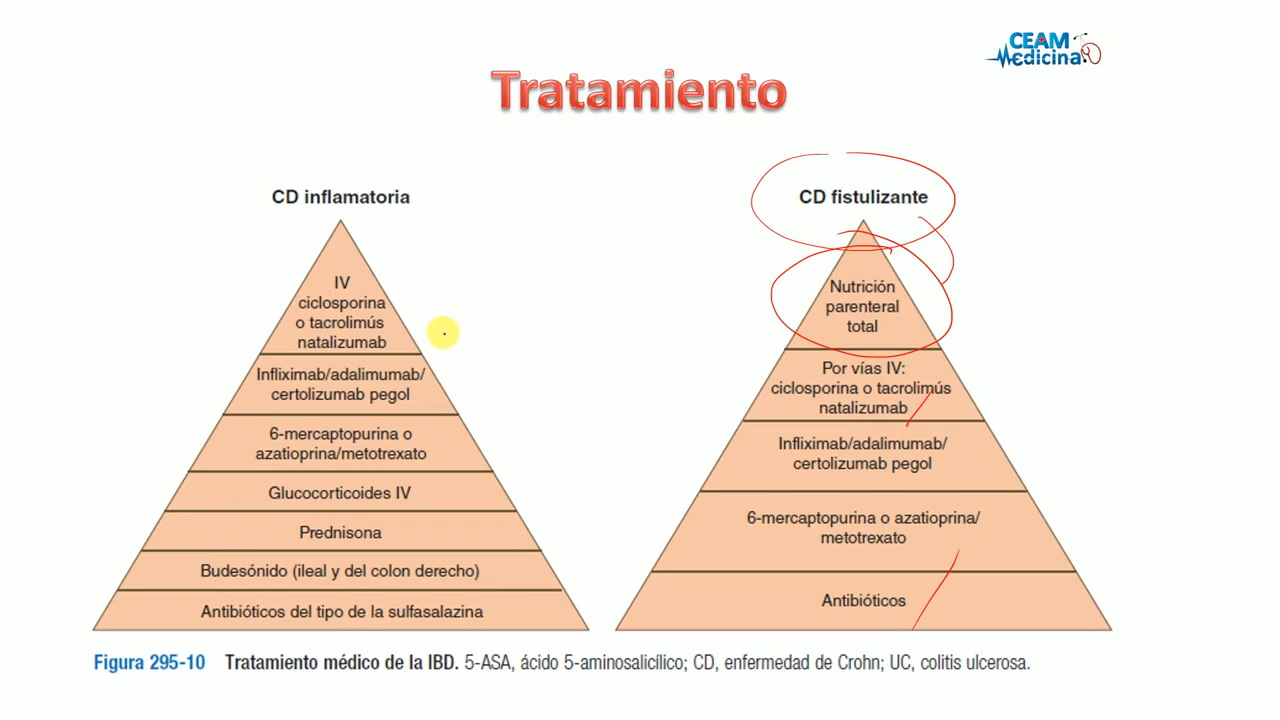 CEAM
Medicina
Tratamiento
CD inflamatoria
IV
ciclosporina
o tacrolimús
natalizumab
Infliximab/adalimumab/
certolizumab pegol
6-mercaptopurina o
azatioprina/metotrexato
Glucocorticoides IV
Prednisona
Budesónido (ileal y del colon derecho)
Antibióticos del tipo de la sulfasalazina
CD fistulizante
Nutrición
parenteral
total
Por vías IV:
ciclosporina o tacrolimús
natalizumab
Infliximab/adalimumab/
certolizumab pegol
6-mercaptopurina o azatioprina/
metotrexato
Antibióticos
Figura 295-10 Tratamiento médico de la IBD. 5-ASA, ácido 5-aminosalicílico; CD, enfermedad de Crohn; UC, colitis ulcerosa.